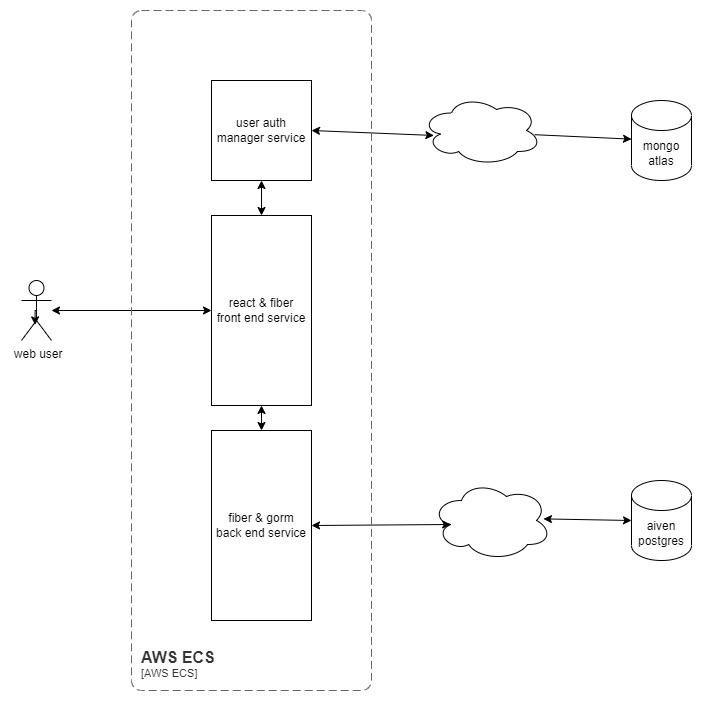 user auth
manager service
mongo
atlas
react & fiber
front end service
web user
fiber & gorm
back end service
aiven
postgres
AWS ECS
[AWS ECS]